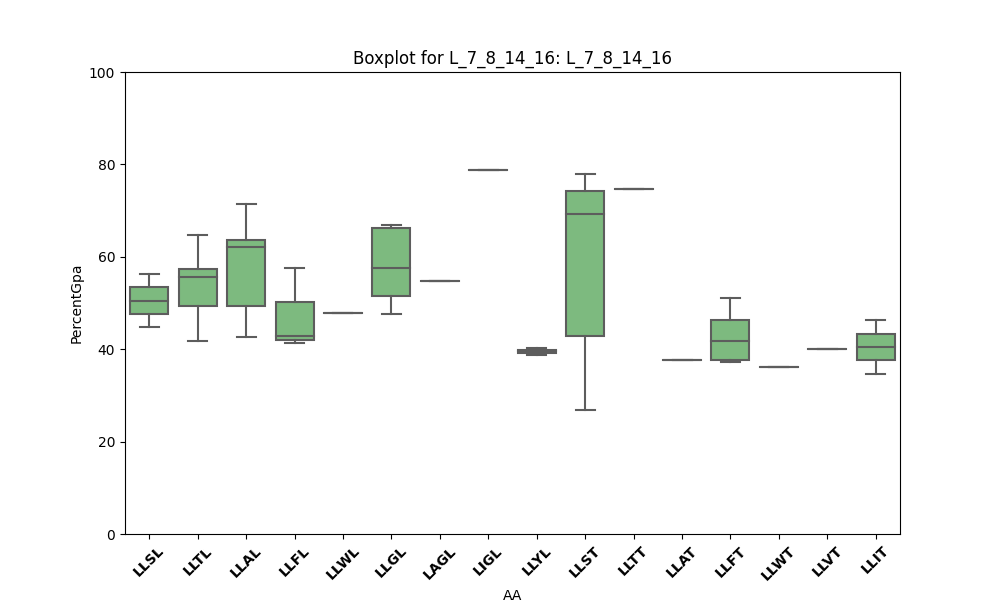 Boxplot for L_7_8_14_16: L_7_8_14_16
100
80
60
40
20
0
PercentGpa
LLSL LLTL LLAL LLFL LLWL LLGL LAGL LIGL LLYL LLST LLTT LLAT LLFT LLWT LLVT LLIT
AA